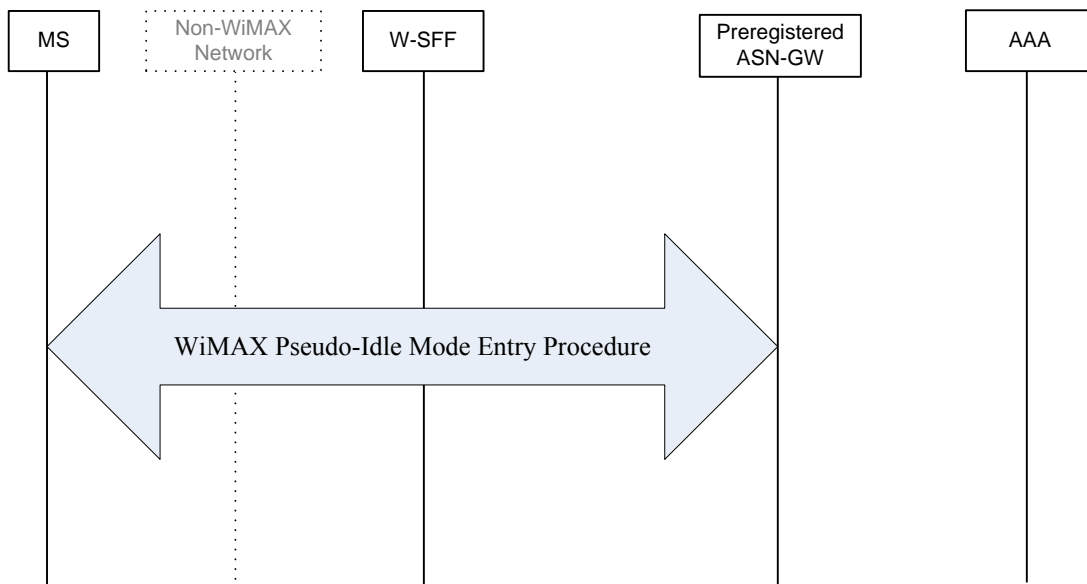 MS
Non-WiMAX
Network
W-SFF
Preregistered
ASN-GW
AAA
WiMAX Pseudo-Idle Mode Entry Procedure